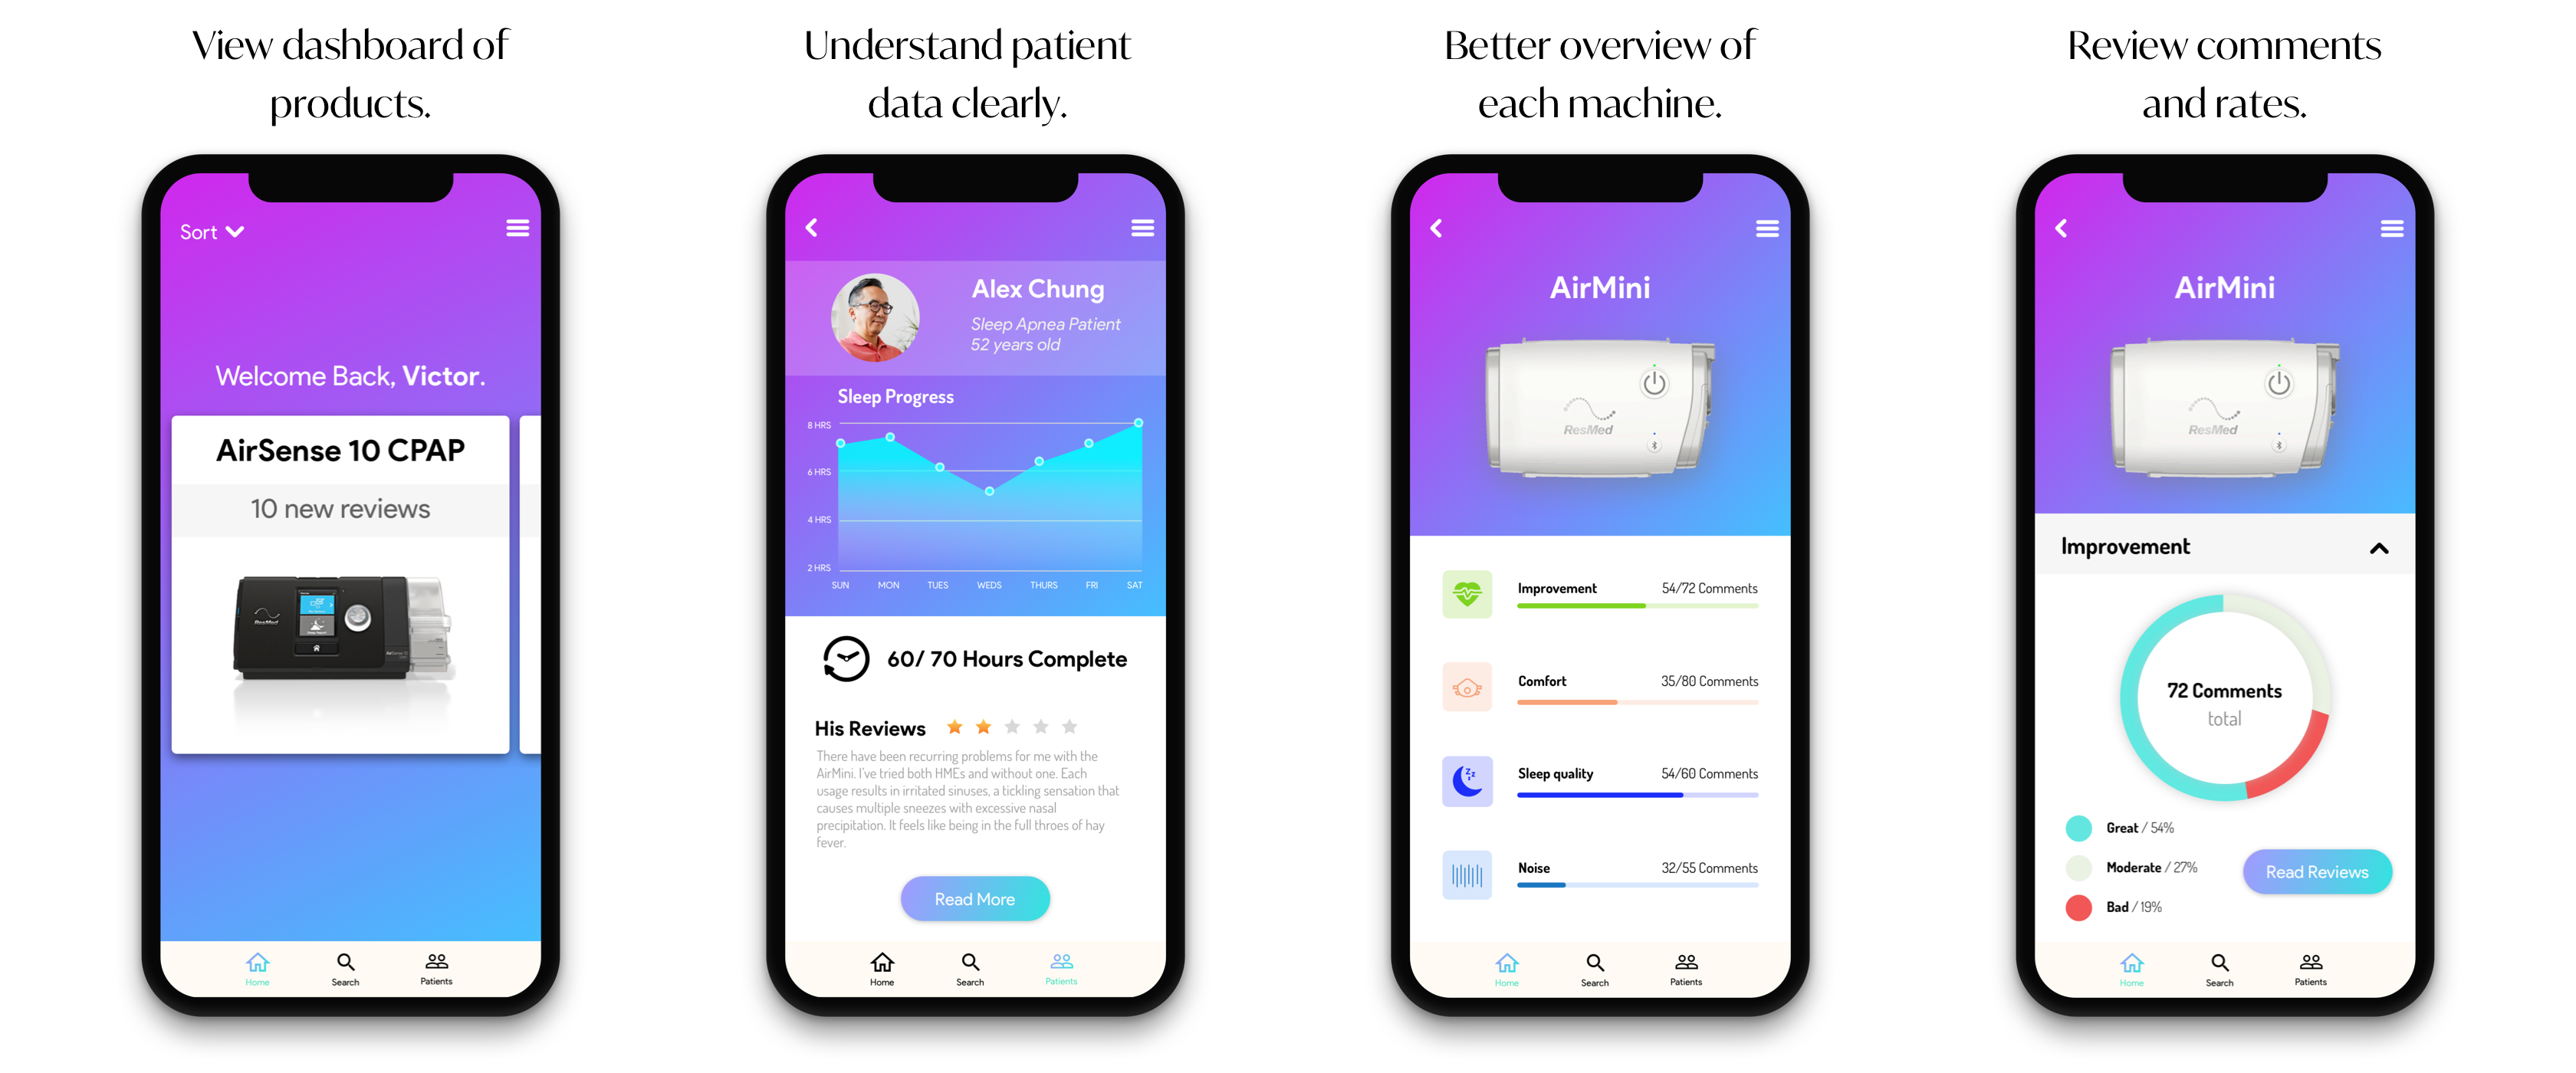 View dashboard of
products.
Sort
Welcome Back, Victor.
AirSense 10 CPAP
10 new reviews
ResMed
Home
Search
Patients
Understand patient
data clearly.
Alex Chung
Sleep Apnea Patient
52 years old
Sleep Progress
8 HRS
6 HRS
4 HRS
2 HRS
SUN MON TUES WEDS THURS FRI SAT
60/ 70 Hours Complete
His Reviews
There have been recurring problems for me with the
AirMini. I've tried both HMEs and without one. Each
usage results in irritated sinuses, a tickling sensation that
causes multiple sneezes with excessive nasal
precipitation. It feels like being in the full throes of hay
fever.
Read More
Home
Search
Patients
Better overview of
each machine.
AirMini
ResMed
Improvement 54/72 Comments
Comfort 35/80 Comments
Sleep quality 54/60 Comments
Noise 32/55 Comments
Home
Search
Patients
Review comments
and rates.
AirMini
ResMed
Improvement
72 Comments
total
Great / 54%
Moderate / 27%
Bad / 19%
Read Reviews
Home
Search
Patients